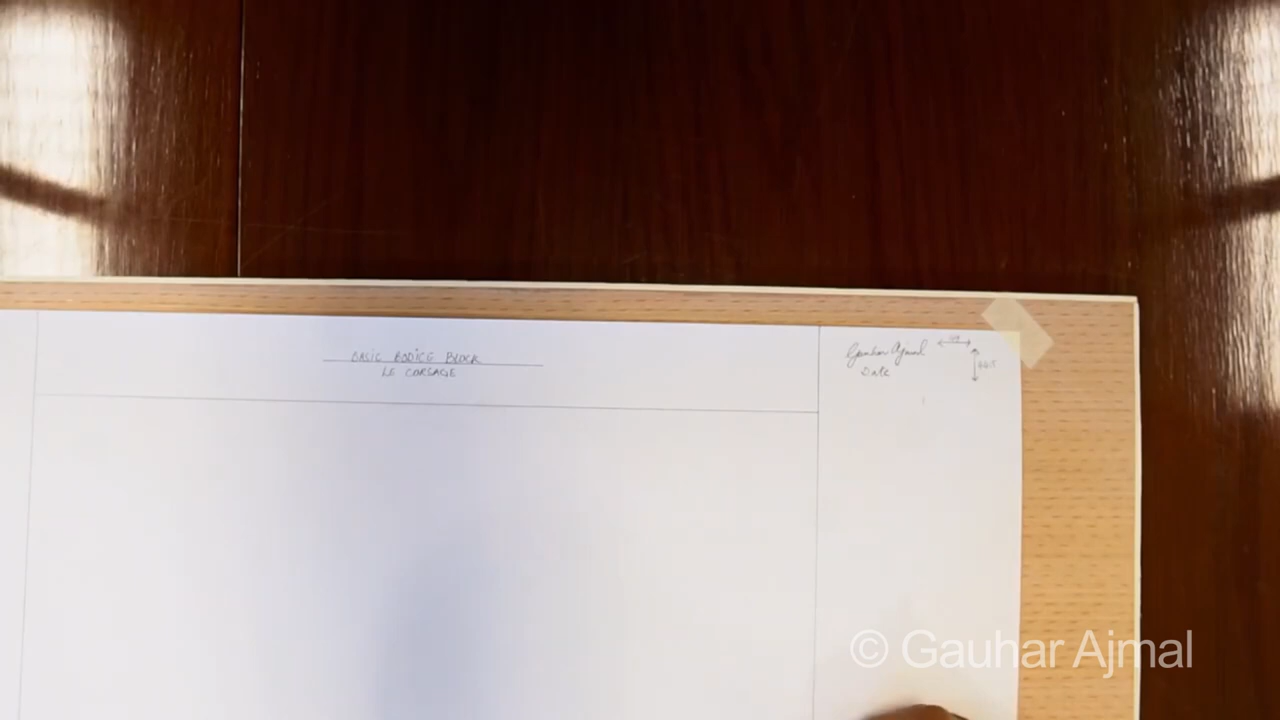 BASIC BODICE BLOCK
LE CORSAGE
Gauhar Ajmal
Date
© Gauhar Ajmal